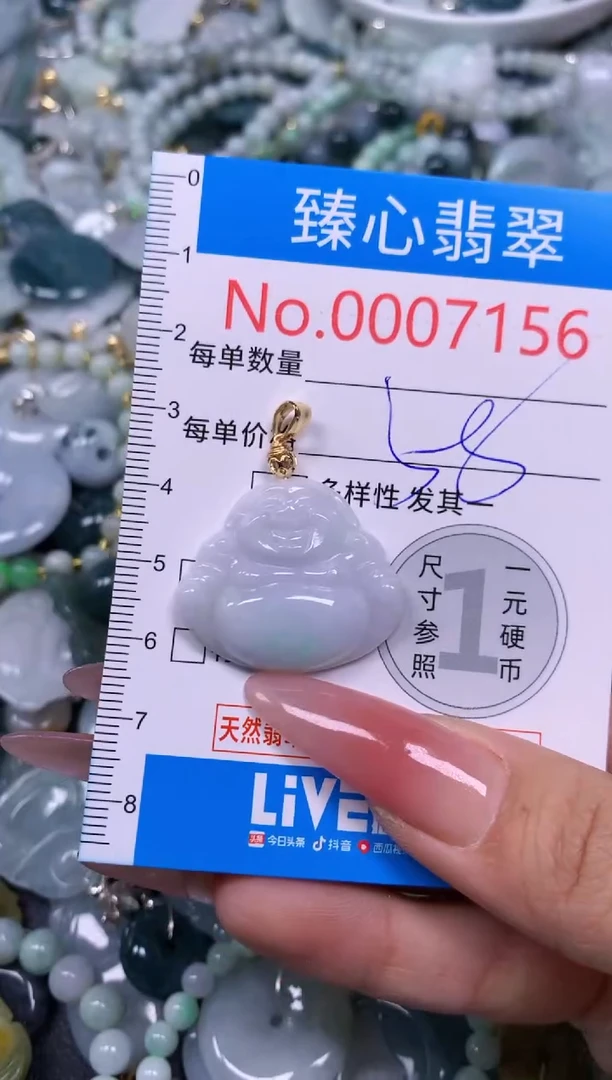 臻心翡翠
No.0007156
每单数量
每单价
多样性 发其一
尺寸参照
1
一元硬币
天然翡
LiVE
今日头条 抖音 西瓜
0
1
2
3
4
5
6
7
8